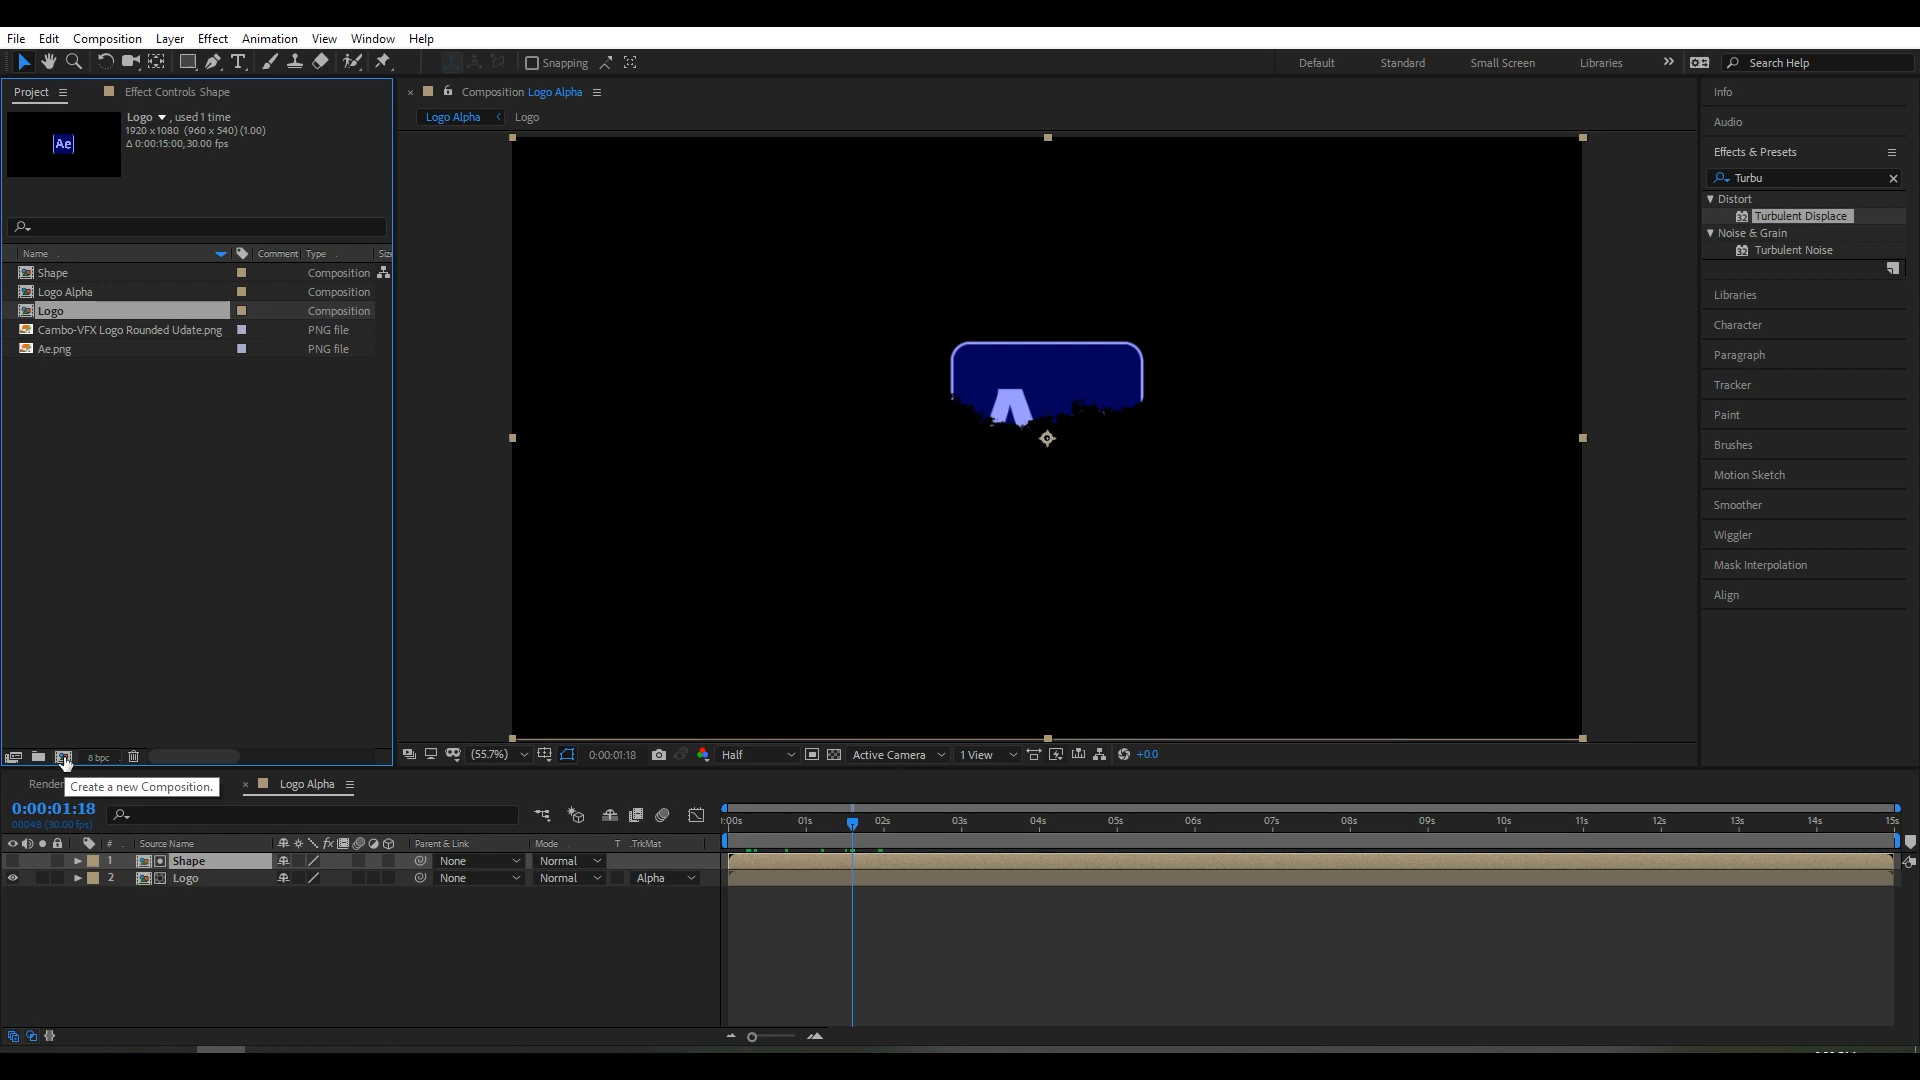 File Edit Composition Layer Effect Animation View Window Help
Snapping Default Standard Small Screen Libraries Search Help
Project Effect Controls Shape
Composition Logo Alpha
Logo Alpha Logo
Logo , used 1 time
1920 x 1080 (960 x 540) (1.00)
Δ 0:00:15:00, 30.00 fps
Ae
Name Comment Type Siz
Shape Composition
Logo Alpha Composition
Logo Composition
Cambo-VFX Logo Rounded Udate.png PNG file
Ae.png PNG file
Info
Audio
Effects & Presets
Turbu
Distort
32 Turbulent Displace
Noise & Grain
32 Turbulent Noise
Libraries
Character
Paragraph
Tracker
Paint
Brushes
Motion Sketch
Smoother
Wiggler
Mask Interpolation
Align
8 bpc
(55.7%) 0:00:01:18 Half Active Camera 1 View +0.0
Create a new Composition.
Render Logo Alpha
0:00:01:18
00048 (30.00 fps)
:00s 01s 02s 03s 04s 05s 06s 07s 08s 09s 10s 11s 12s 13s 14s 15s
# Source Name fx Parent & Link Mode T .TrkMat
1 Shape None Normal
2 Logo None Normal Alpha